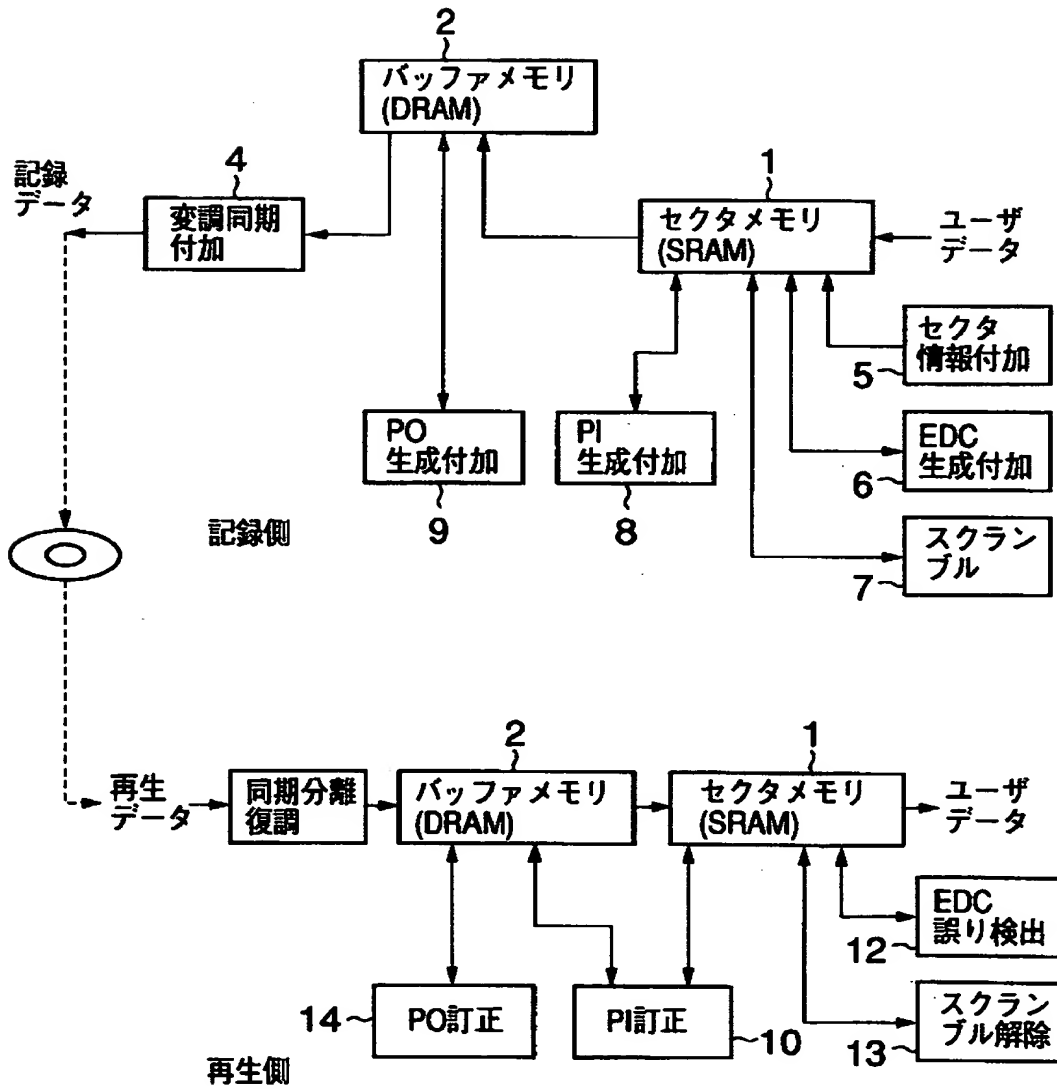 2
バッファメモリ
(DRAM)
記録
データ
4
変調同期
付加
1
セクタメモリ
(SRAM)
ユーザ
データ
セクタ
情報付加
5
PO
生成付加
9
PI
生成付加
8
EDC
生成付加
6
記録側
スクラン
ブル
7
再生
データ
同期分離
復調
2
バッファメモリ
(DRAM)
1
セクタメモリ
(SRAM)
ユーザ
データ
EDC
誤り検出
12
14
PO訂正
PI訂正
10
スクラン
ブル解除
13
再生側